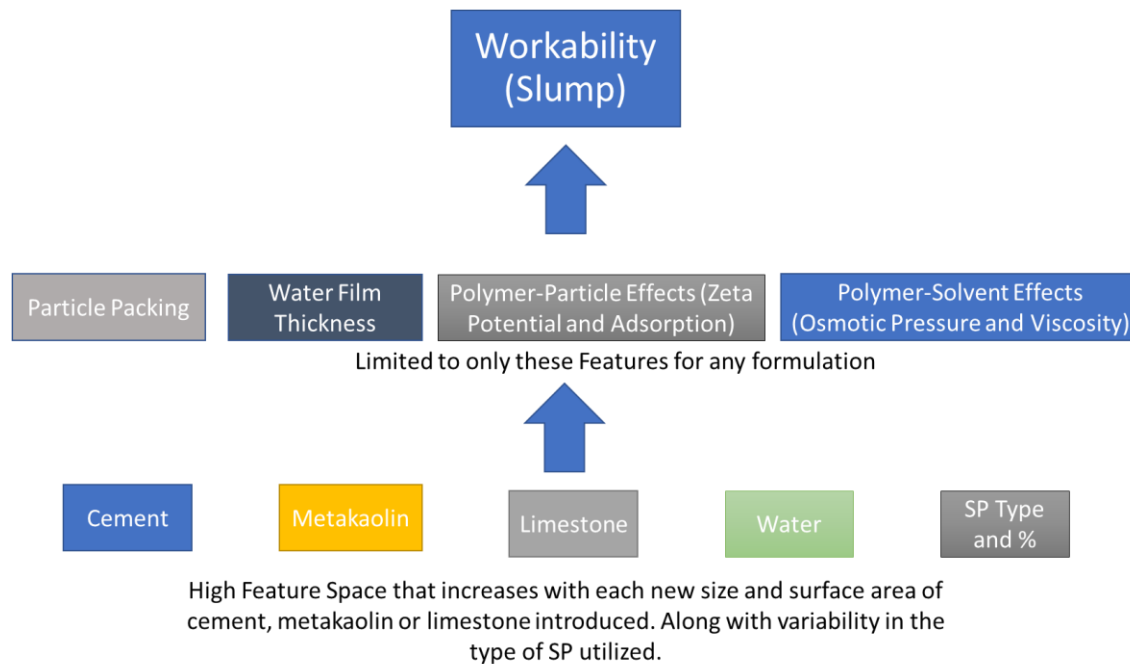 Workability
(Slump)
Particle Packing
Water Film
Thickness
Polymer-Particle Effects (Zeta
Potential and Adsorption)
Polymer-Solvent Effects
(Osmotic Pressure and Viscosity)
Limited to only these Features for any formulation
Cement
Metakaolin
Limestone
Water
SP Type
and %
High Feature Space that increases with each new size and surface area of
cement, metakaolin or limestone introduced. Along with variability in the
type of SP utilized.